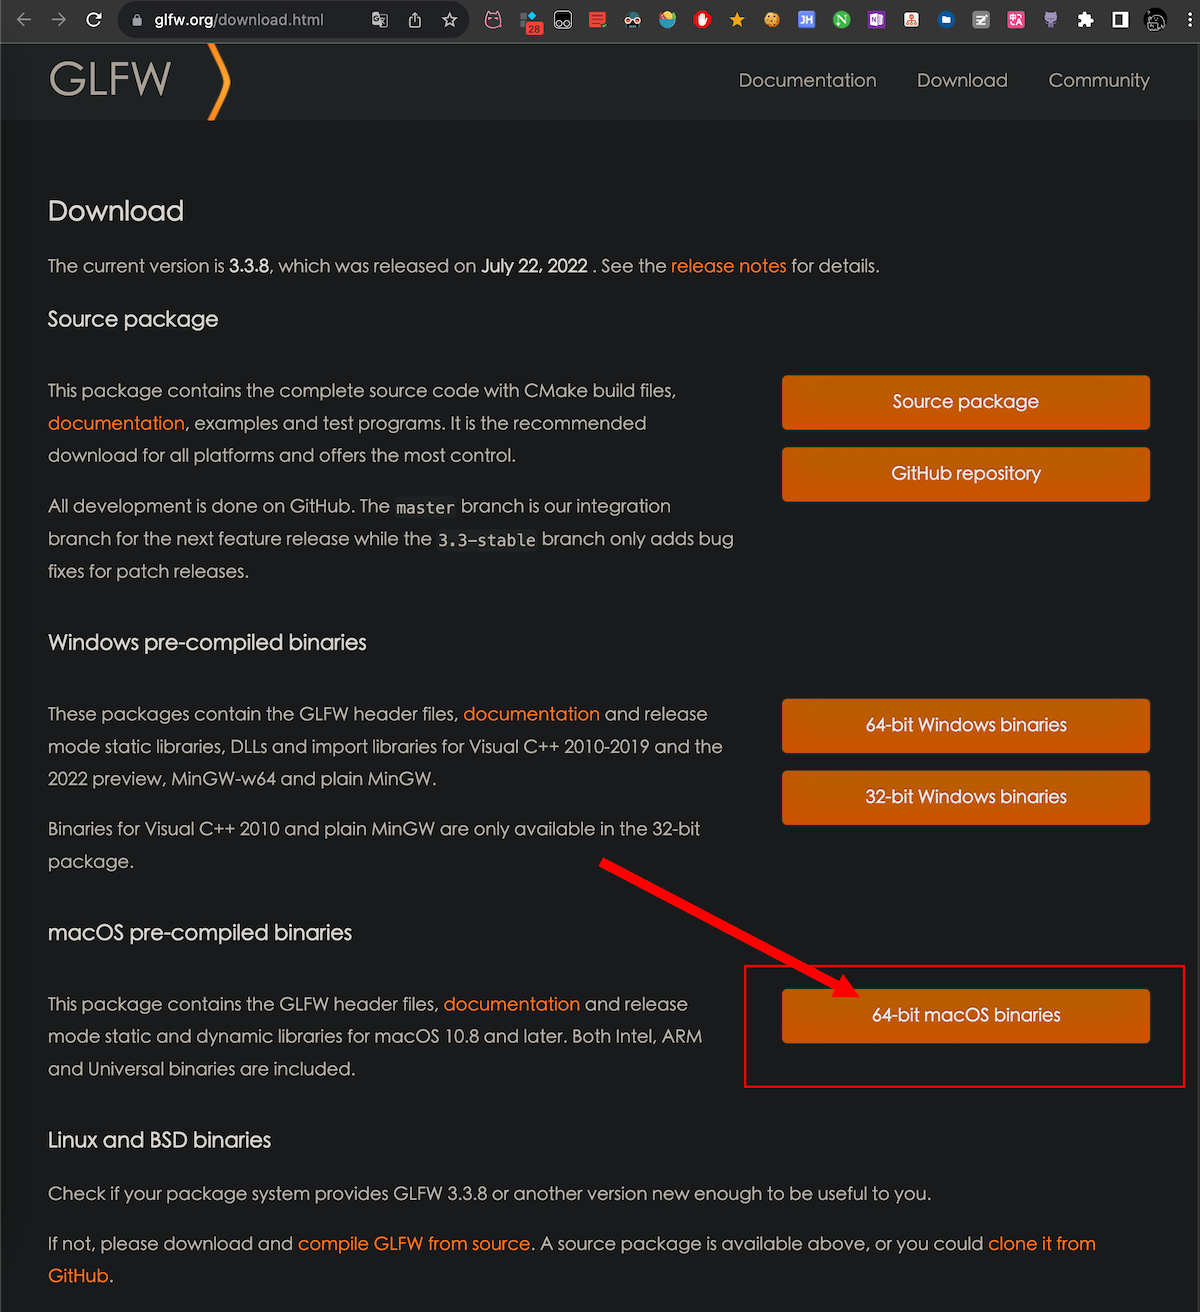 glfw.org/download.html
28
JH
N
GLFW
Documentation
Download
Community
Download
The current version is 3.3.8, which was released on July 22, 2022 . See the release notes for details.
Source package
This package contains the complete source code with CMake build files,
documentation, examples and test programs. It is the recommended
download for all platforms and offers the most control.
Source package
GitHub repository
All development is done on GitHub. The master branch is our integration
branch for the next feature release while the 3.3-stable branch only adds bug
fixes for patch releases.
Windows pre-compiled binaries
These packages contain the GLFW header files, documentation and release
mode static libraries, DLLs and import libraries for Visual C++ 2010-2019 and the
2022 preview, MinGW-w64 and plain MinGW.
64-bit Windows binaries
32-bit Windows binaries
Binaries for Visual C++ 2010 and plain MinGW are only available in the 32-bit
package.
macOS pre-compiled binaries
This package contains the GLFW header files, documentation and release
mode static and dynamic libraries for macOS 10.8 and later. Both Intel, ARM
and Universal binaries are included.
64-bit macOS binaries
Linux and BSD binaries
Check if your package system provides GLFW 3.3.8 or another version new enough to be useful to you.
If not, please download and compile GLFW from source. A source package is available above, or you could clone it from
GitHub.